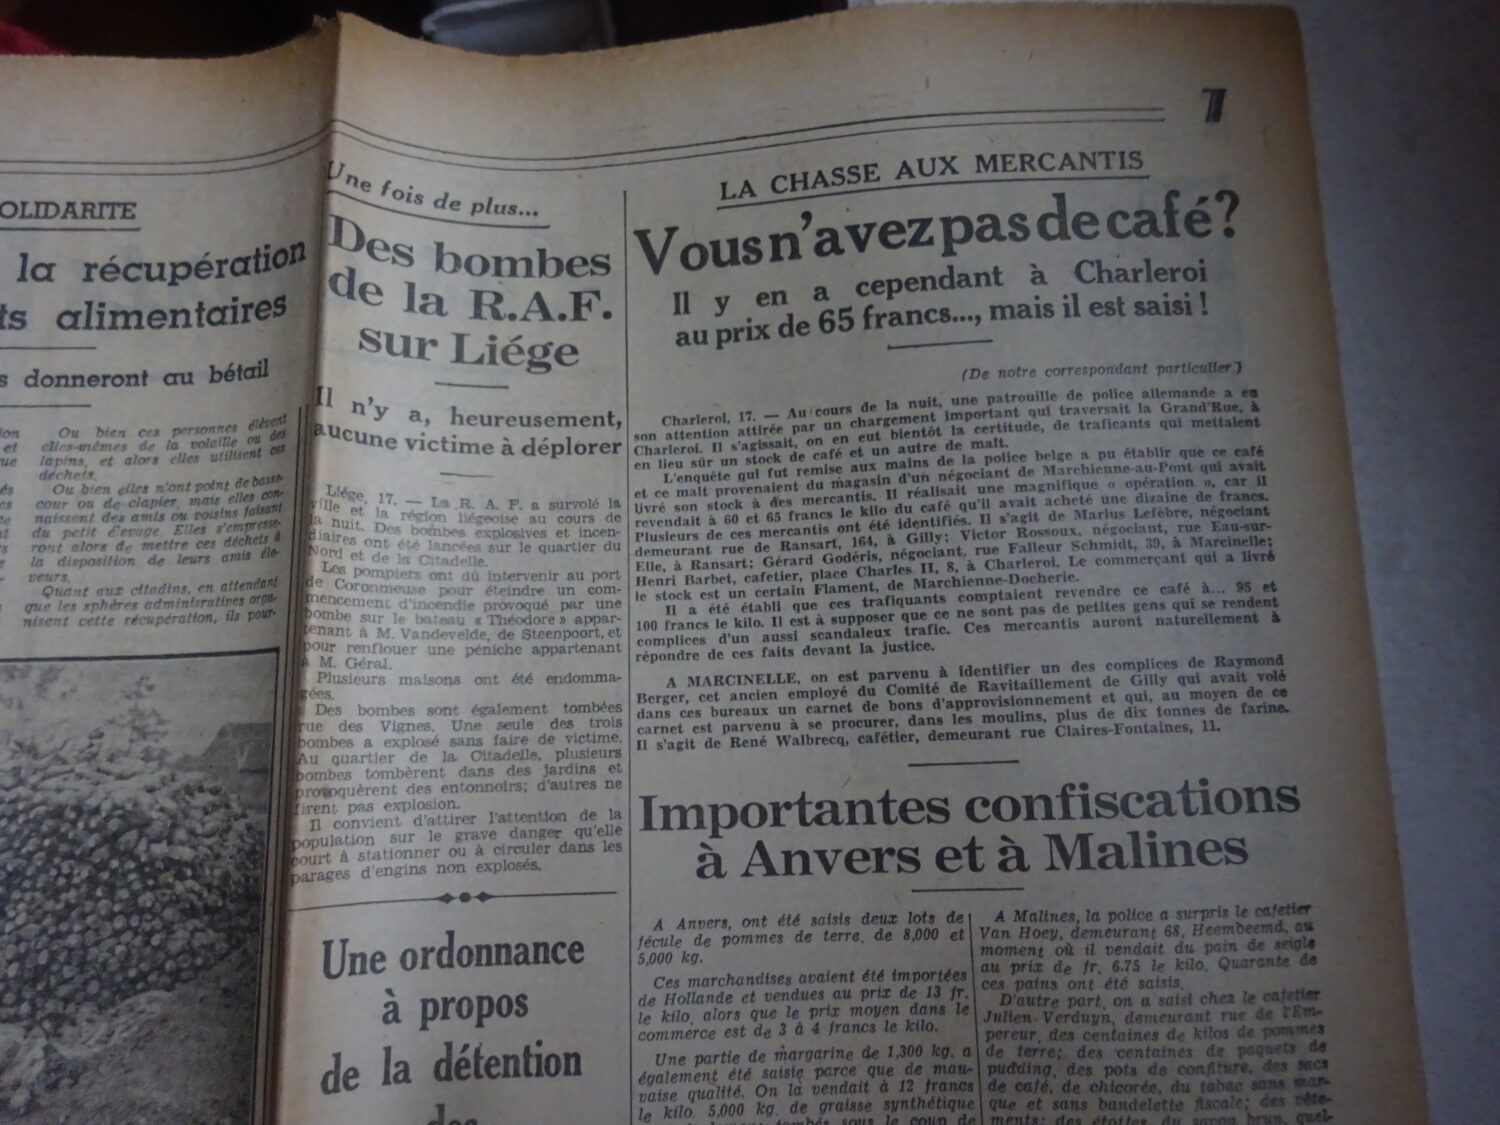 7
OLIDARITE
la récupération
ts alimentaires
s donneront au bétail
ion
et
que
Ou bien ces personnes élèvent
elles-mêmes de la volaille ou des
lapins, et alors elles utilisent ces
déchets.
Ou bien elles n'ont point de basse-
cour ou de clapier, mais elles con-
naissent des amis ou voisins faisant
du petit élevage. Elles s'empresse-
ront alors de mettre ces déchets à
la disposition de leurs amis éle-
veurs.
Quant aux citadins, en attendant
que les sphères adminisratives orga-
nisent cette récupération, ils pour-
Une fois de plus...
Des bombes
de la R.A.F.
sur Liége
Il n'y a, heureusement,
aucune victime à déplorer
Liége, 17. — La R. A. F. a survolé la
ville et la région liégeoise au cours de
la nuit. Des bombes explosives et incen-
diaires ont été lancées sur le quartier du
Nord et de la Citadelle.
Les pompiers ont dû intervenir au port
de Coronmeuse pour éteindre un com-
mencement d'incendie provoqué par une
bombe sur le bateau « Théodore » appar-
tenant à M. Vandevelde, de Steenpoort, et
pour renflouer une péniche appartenant
à M. Géral.
Plusieurs maisons ont été endomma-
gées.
Des bombes sont également tombées
rue des Vignes. Une seule des trois
bombes a explosé sans faire de victime.
Au quartier de la Citadelle, plusieurs
bombes tombèrent dans des jardins et
provoquèrent des entonnoirs; d'autres ne
firent pas explosion.
Il convient d'attirer l'attention de la
population sur le grave danger qu'elle
court à stationner ou à circuler dans les
parages d'engins non explosés.
Une ordonnance
à propos
de la détention
des
LA CHASSE AUX MERCANTIS
Vous n'avez pas de café?
Il y en a cependant à Charleroi
au prix de 65 francs..., mais il est saisi !
(De notre correspondant particulier.)
Charleroi, 17. — Au cours de la nuit, une patrouille de police allemande a eu
son attention attirée par un chargement important qui traversait la Grand'Rue, à
Charleroi. Il s'agissait, on en eut bientôt la certitude, de traficants qui mettaient
en lieu sûr un stock de café et un autre de malt.
L'enquête qui fut remise aux mains de la police belge a pu établir que ce café
et ce malt provenaient du magasin d'un négociant de Marchienne-au-Pont qui avait
livré son stock à des mercantis. Il réalisait une magnifique « opération », car il
revendait à 60 et 65 francs le kilo du café qu'il avait acheté une dizaine de francs.
Plusieurs de ces mercantis ont été identifiés. Il s'agit de Marius Lefèbre, négociant
demeurant rue de Ransart, 164, à Gilly; Victor Rossoux, négociant, rue Eau-sur-
Elle, à Ransart; Gérard Godéris, négociant, rue Falleur Schmidt, 39, à Marcinelle;
Henri Barbet, cafetier, place Charles II, 8, à Charleroi. Le commerçant qui a livré
le stock est un certain Flament, de Marchienne-Docherie.
Il a été établi que ces trafiquants comptaient revendre ce café à... 95 et
100 francs le kilo. Il est à supposer que ce ne sont pas de petites gens qui se rendent
complices d'un aussi scandaleux trafic. Ces mercantis auront naturellement à
répondre de ces faits devant la justice.
A MARCINELLE, on est parvenu à identifier un des complices de Raymond
Berger, cet ancien employé du Comité de Ravitaillement de Gilly qui avait volé
dans ces bureaux un carnet de bons d'approvisionnement et qui, au moyen de ce
carnet est parvenu à se procurer, dans les moulins, plus de dix tonnes de farine.
Il s'agit de René Walbrecq, cafétier, demeurant rue Claires-Fontaines, 11.
Importantes confiscations
à Anvers et à Malines
A Anvers, ont été saisis deux lots de
fécule de pommes de terre, de 8,000 et
5,000 kg.
Ces marchandises avaient été importées
de Hollande et vendues au prix de 13 fr.
le kilo, alors que le prix moyen dans le
commerce est de 3 à 4 francs le kilo.
Une partie de margarine de 1,300 kg. a
également été saisie parce que de mau-
vaise qualité. On la vendait à 12 francs
le kilo. 5,000 kg. de graisse synthétique
tombés sous le coup de
A Malines, la police a surpris le cafetier
Van Hoey, demeurant 68, Heembeemd, au
moment où il vendait du pain de seigle
au prix de fr. 6.75 le kilo. Quarante de
ces pains ont été saisis.
D'autre part, on a saisi chez le cafetier
Julien Verduyn, demeurant rue de l'Em-
pereur, des centaines de kilos de pommes
de terre; des centaines de paquets de
pudding, des pots de confiture, des sacs
de café, de chicorée, du tabac sans mar-
que et sans bandelette fiscale; des vête-
ments; des étoffes, du savon brun, quel-